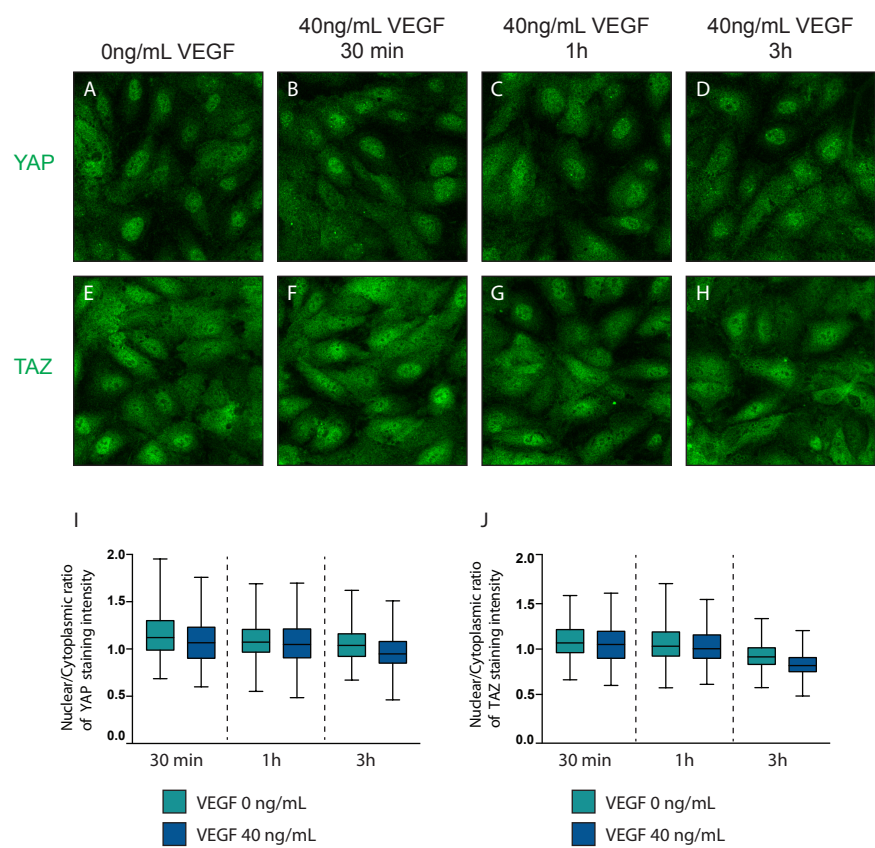 0ng/mL VEGF
40ng/mL VEGF
30 min
40ng/mL VEGF
1h
40ng/mL VEGF
3h
YAP
A
B
C
D
TAZ
E
F
G
H
I
Nuclear/Cytoplasmic ratio
of YAP staining intensity
2.0
1.5
1.0
0.5
0.0
30 min
1h
3h
VEGF 0 ng/mL
VEGF 40 ng/mL
J
Nuclear/Cytoplasmic ratio
of TAZ staining intensity
2.0
1.5
1.0
0.5
0.0
30 min
1h
3h
VEGF 0 ng/mL
VEGF 40 ng/mL